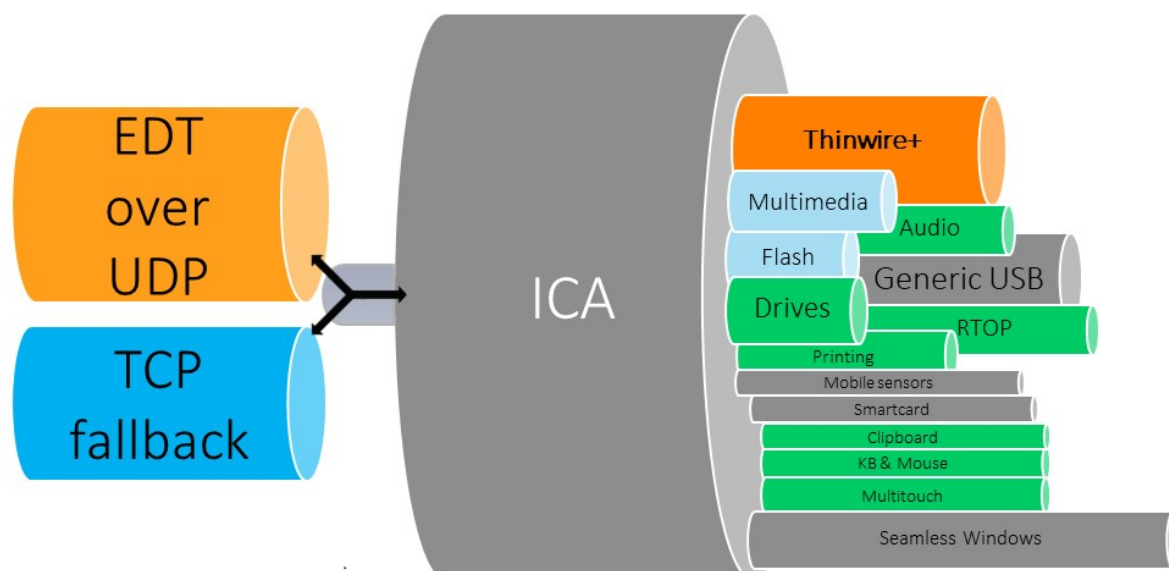 EDT
over
UDP
TCP
fallback
ICA
Thinwire+
Multimedia
Audio
Flash
Generic USB
Drives
RTOP
Printing
Mobile sensors
Smartcard
Clipboard
KB & Mouse
Multitouch
Seamless Windows